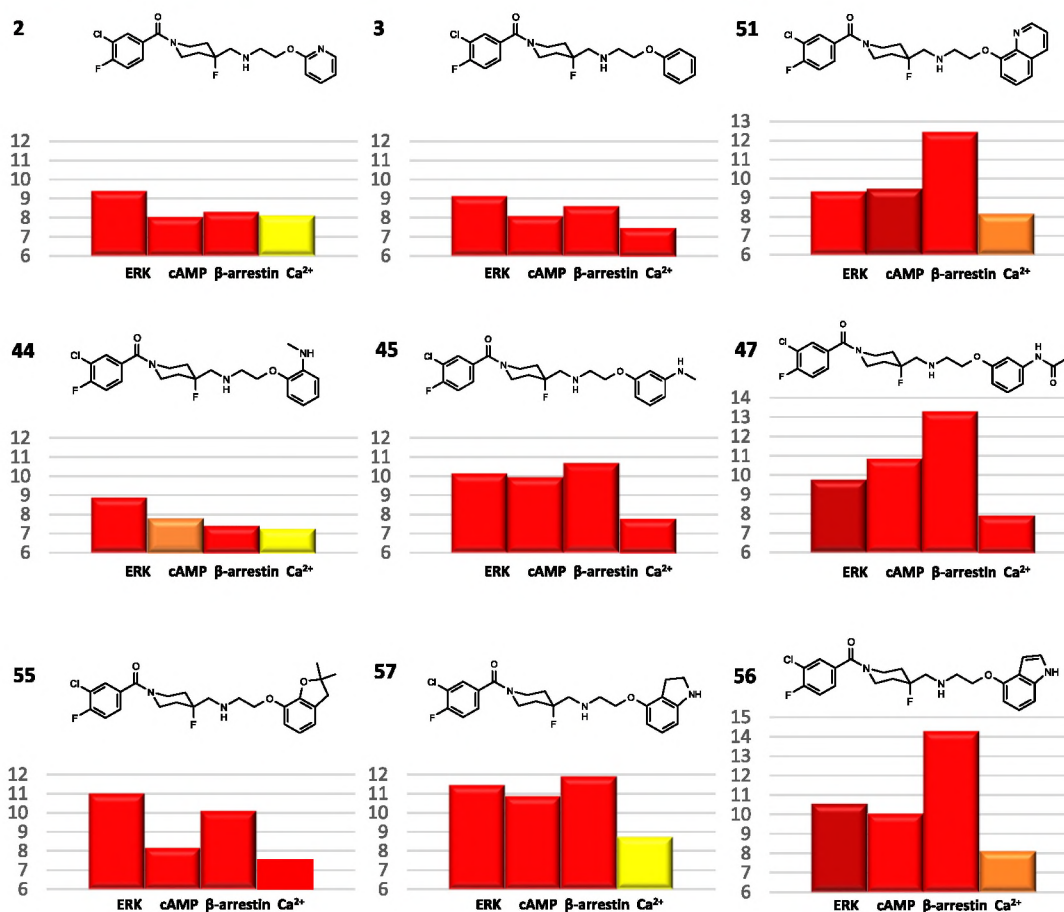 2
O
Cl
N
O
N
F
F
N
H
12
11
10
9
8
7
6
ERK cAMP β-arrestin Ca²⁺
3
O
Cl
N
O
F
F
N
H
12
11
10
9
8
7
6
ERK cAMP β-arrestin Ca²⁺
51
O
Cl
N
N
O
F
F
N
H
13
12
11
10
9
8
7
6
ERK cAMP β-arrestin Ca²⁺
44
O
Cl
N
NH
O
F
F
N
H
12
11
10
9
8
7
6
ERK cAMP β-arrestin Ca²⁺
45
O
Cl
N
O
H
N
F
F
N
H
12
11
10
9
8
7
6
ERK cAMP β-arrestin Ca²⁺
47
O
Cl
N
O
H
N
O
F
F
N
H
14
13
12
11
10
9
8
7
6
ERK cAMP β-arrestin Ca²⁺
55
O
Cl
N
O
O
F
F
N
H
12
11
10
9
8
7
6
ERK cAMP β-arrestin Ca²⁺
57
O
Cl
N
O
NH
F
F
N
H
12
11
10
9
8
7
6
ERK cAMP β-arrestin Ca²⁺
56
O
Cl
N
O
N
H
F
F
N
H
15
14
13
12
11
10
9
8
7
6
ERK cAMP β-arrestin Ca²⁺